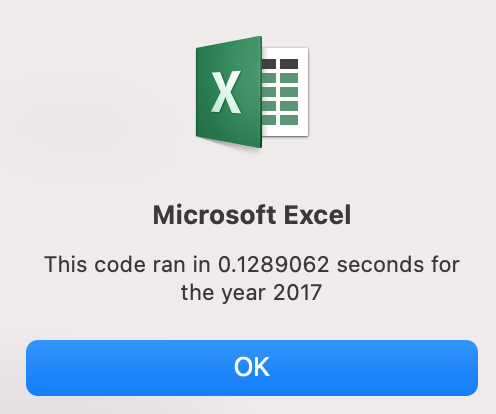 X
Microsoft Excel
This code ran in 0.1289062 seconds for
the year 2017
OK